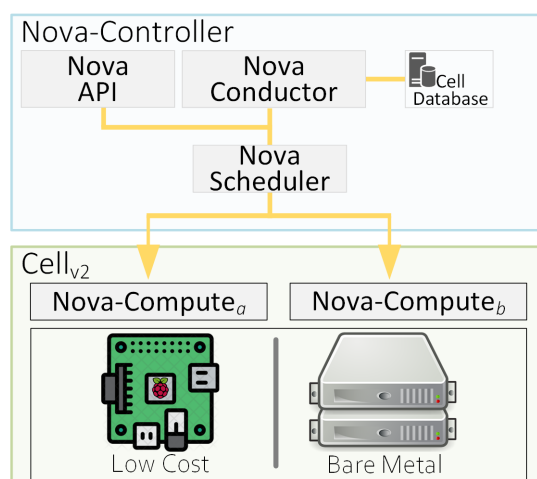 Nova-Controller
Nova
API
Nova
Conductor
Cell
Database
Nova
Scheduler
Cellv2
Nova-Computea
Nova-Computeb
Low Cost
Bare Metal